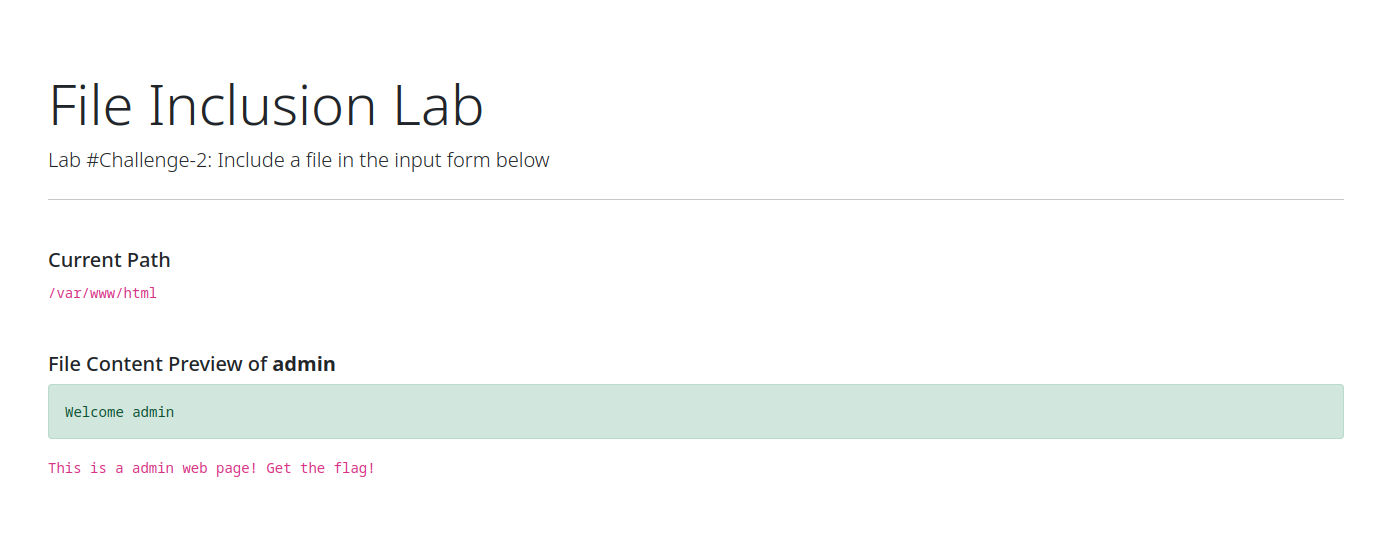 File Inclusion Lab
Lab #Challenge-2: Include a file in the input form below
Current Path
/var/www/html
File Content Preview of admin
Welcome admin
This is a admin web page! Get the flag!